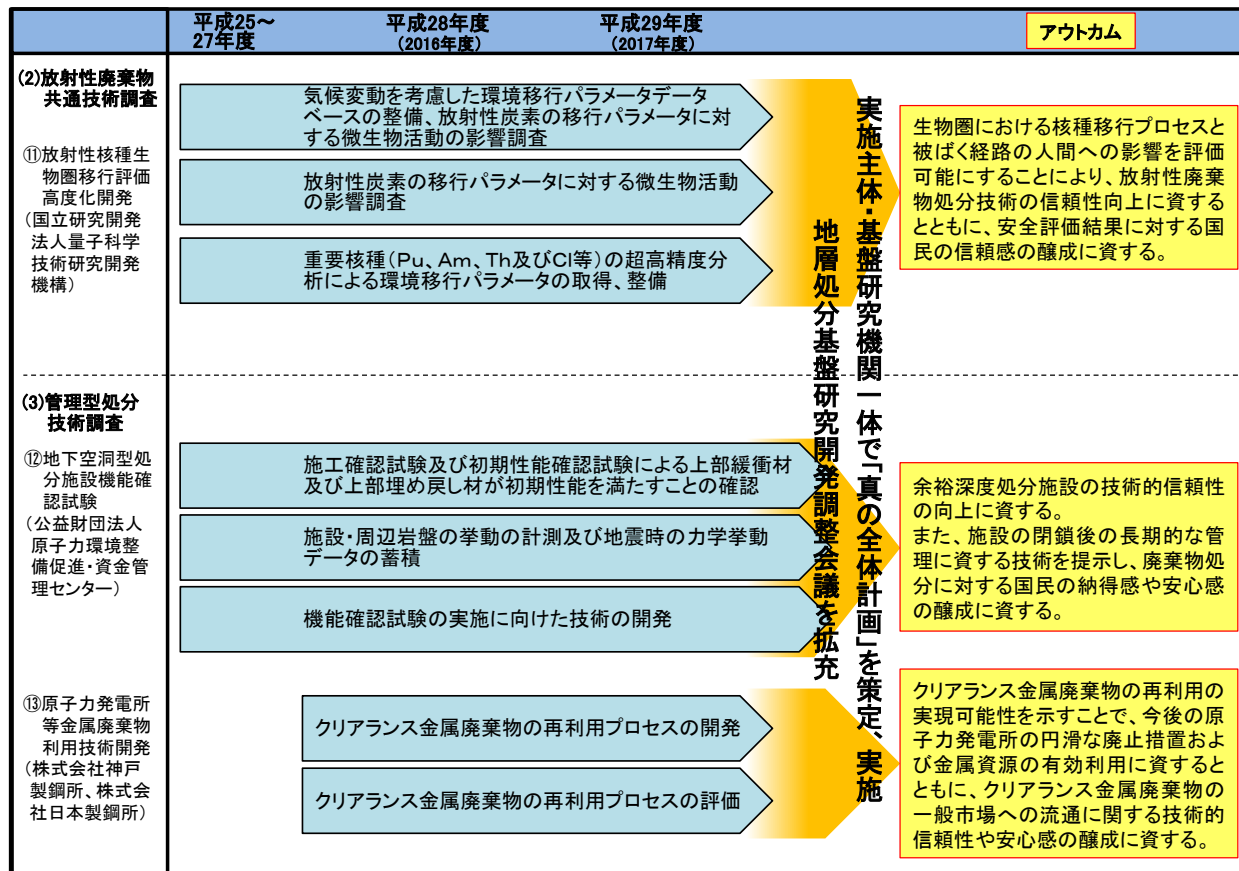 平成25～
27年度
平成28年度
(2016年度)
平成29年度
(2017年度)
アウトカム
(2)放射性廃棄物
共通技術調査
⑪放射性核種生
物圏移行評価
高度化開発
(国立研究開発
法人量子科学
技術研究開発
機構)
気候変動を考慮した環境移行パラメータデータ
ベースの整備、放射性炭素の移行パラメータに対
する微生物活動の影響調査
放射性炭素の移行パラメータに対する微生物活動
の影響調査
重要核種(Pu、Am、Th及びCl等)の超高精度分
析による環境移行パラメータの取得、整備
生物圏における核種移行プロセスと
被ばく経路の人間への影響を評価
可能にすることにより、放射性廃棄
物処分技術の信頼性向上に資する
とともに、安全評価結果に対する国
民の信頼感の醸成に資する。
実施主体・基盤研究機関一体で「真の全体計画」を策定、実施
地層処分基盤研究開発調整会議を拡充
(3)管理型処分
技術調査
⑫地下空洞型処
分施設機能確
認試験
(公益財団法人
原子力環境整
備促進・資金管
理センター)
施工確認試験及び初期性能確認試験による上部緩衝材
及び上部埋め戻し材が初期性能を満たすことの確認
施設・周辺岩盤の挙動の計測及び地震時の力学挙動
データの蓄積
機能確認試験の実施に向けた技術の開発
余裕深度処分施設の技術的信頼性
の向上に資する。
また、施設の閉鎖後の長期的な管
理に資する技術を提示し、廃棄物
処分に対する国民の納得感や安心感
の醸成に資する。
⑬原子力発電所
等金属廃棄物
利用技術開発
(株式会社神戸
製鋼所、株式会
社日本製鋼所)
クリアランス金属廃棄物の再利用プロセスの開発
クリアランス金属廃棄物の再利用プロセスの評価
クリアランス金属廃棄物の再利用の
実現可能性を示すことで、今後の原
子力発電所の円滑な廃止措置およ
び金属資源の有効利用に資すると
ともに、クリアランス金属廃棄物の
一般市場への流通に関する技術的
信頼性や安心感の醸成に資する。